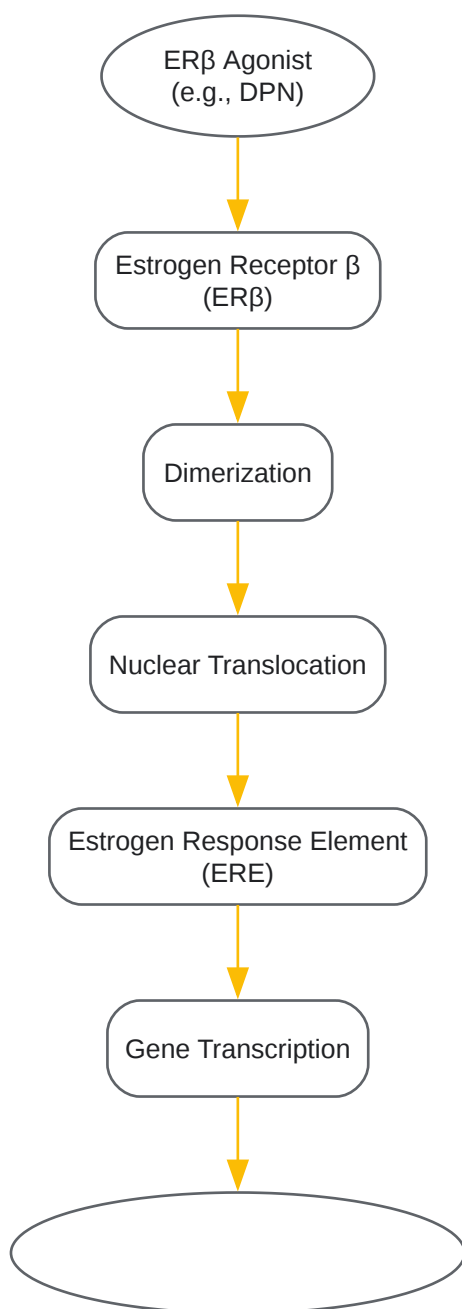 ERβ Agonist
(e.g., DPN)
Estrogen Receptor β
(ERβ)
Dimerization
Nuclear Translocation
Estrogen Response Element
(ERE)
Gene Transcription